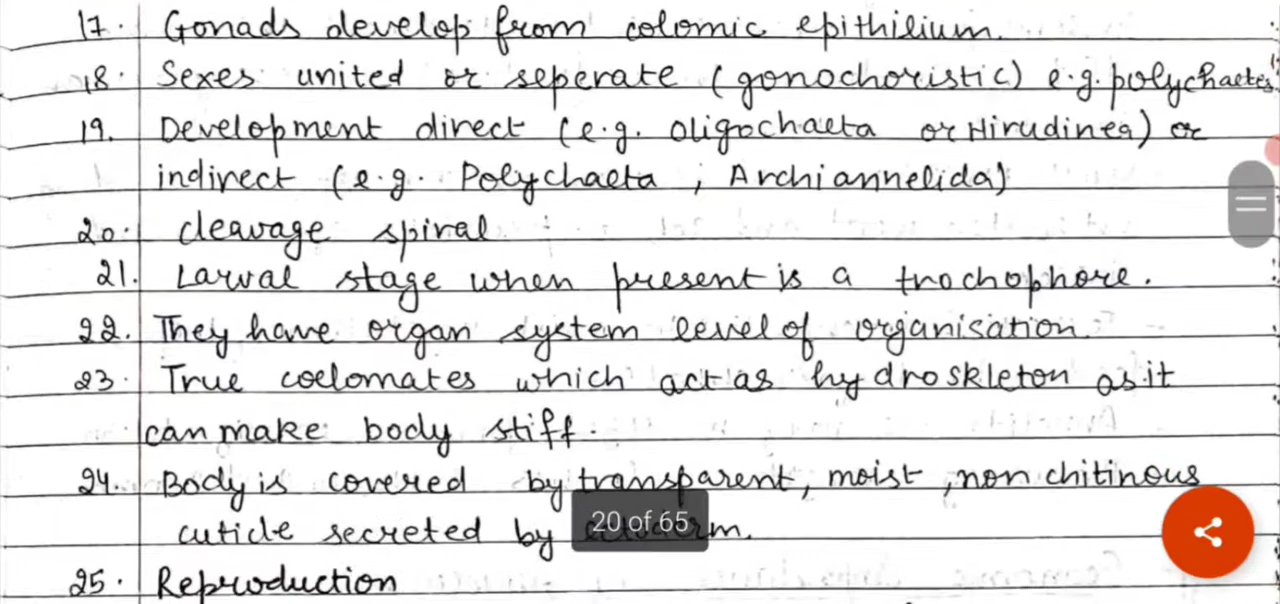 17. Gonads develop from colomic epithilium.
18. Sexes united or seperate (gonochoristic) e.g. polychaetes
19. Development direct (e.g. Oligochaeta or Hirudinea) or
indirect (e.g. Polychaeta, Archiannelida)
20. cleavage spiral.
21. Larval stage when present is a trochophore.
22. They have organ system level of organisation.
23. True coelomates which act as hydroskleton as it
can make body stiff.
24. Body is covered by transparent, moist, non chitinous
cuticle secreted by
20 of 65
25. Reproduction